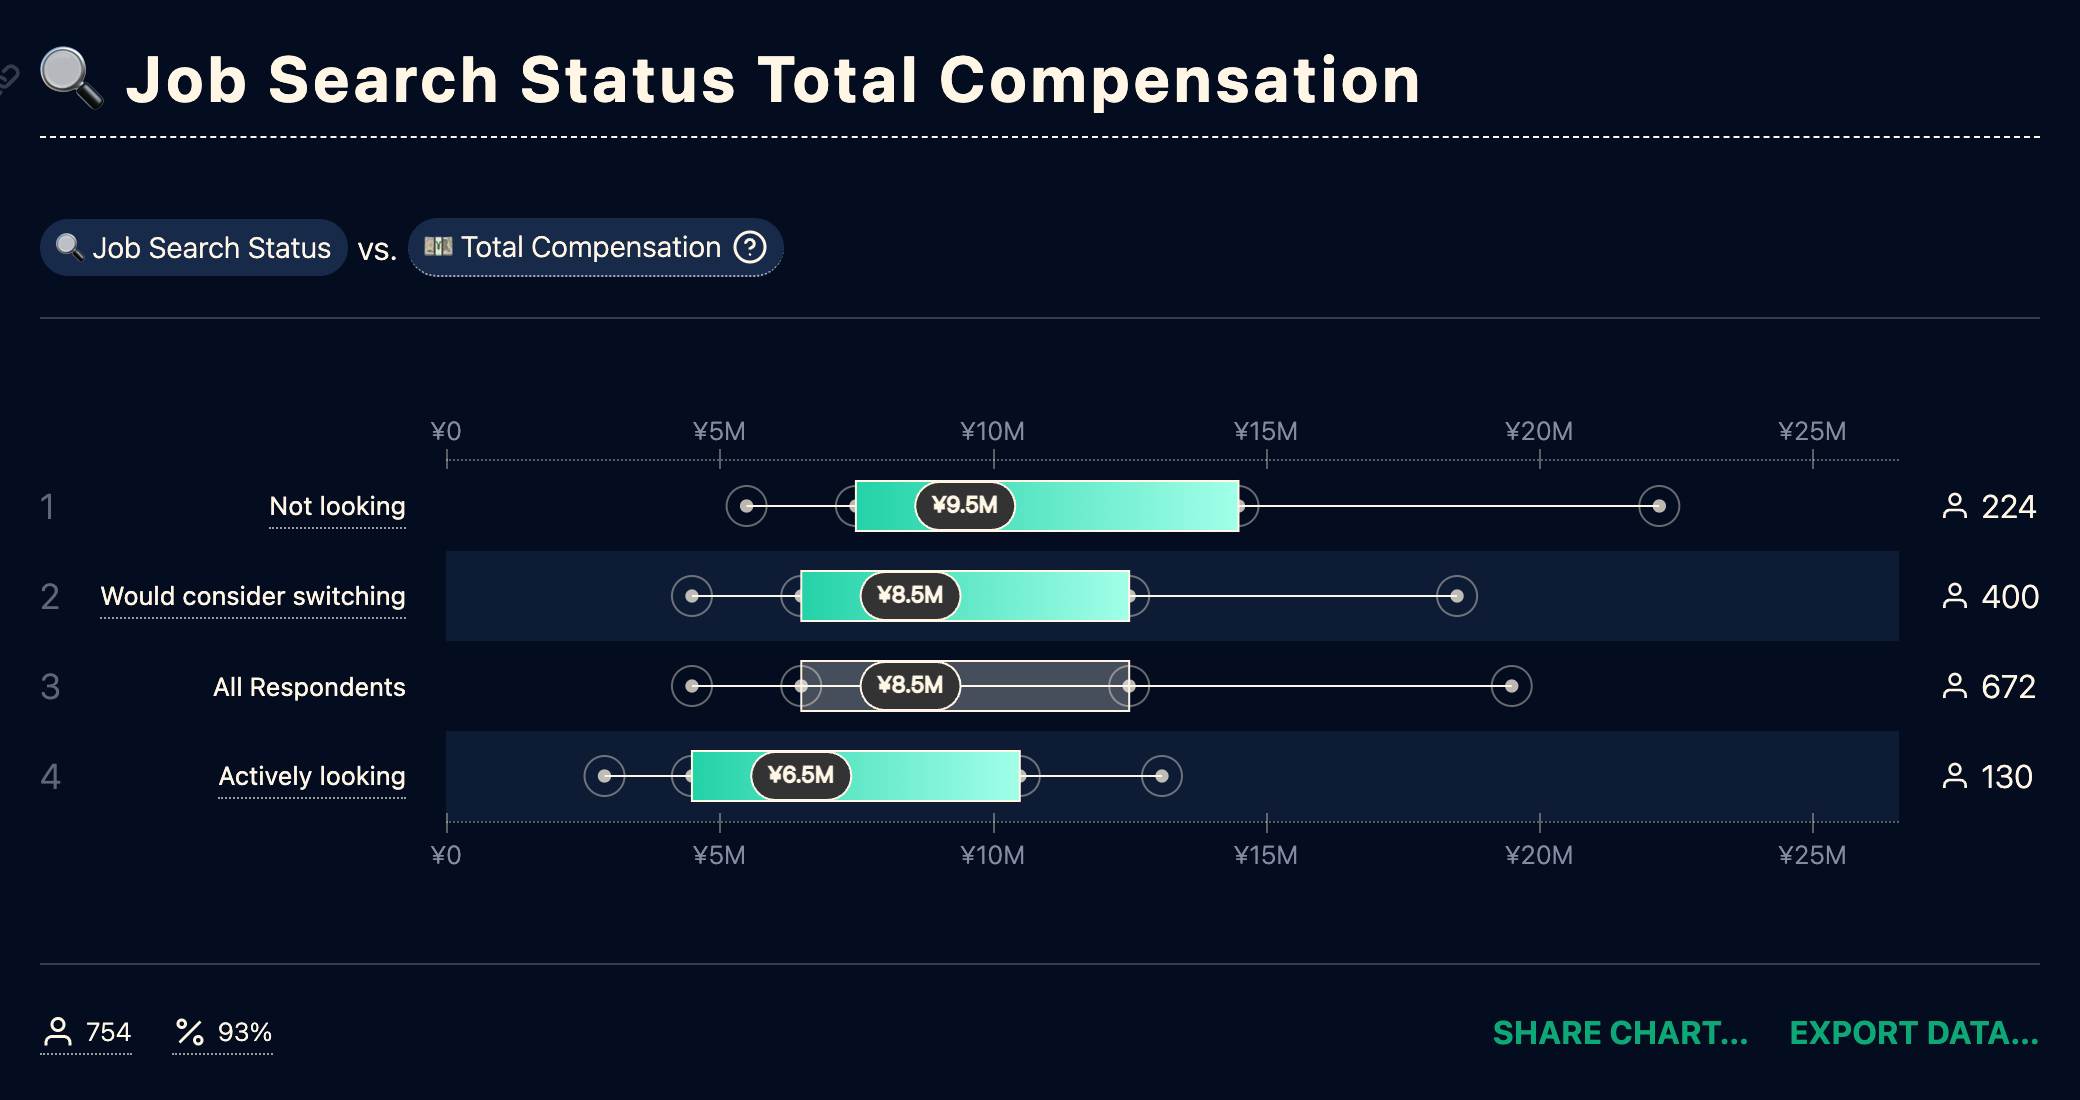 Job Search Status Total Compensation
Job Search Status vs. Total Compensation ?
¥0 ¥5M ¥10M ¥15M ¥20M ¥25M
1 Not looking ¥9.5M 224
2 Would consider switching ¥8.5M 400
3 All Respondents ¥8.5M 672
4 Actively looking ¥6.5M 130
¥0 ¥5M ¥10M ¥15M ¥20M ¥25M
754 % 93% SHARE CHART... EXPORT DATA...